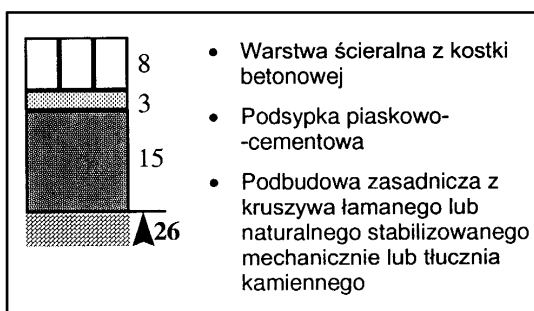 8
3
15
26
• Warstwa ścieralna z kostki
betonowej
• Podsypka piaskowo-
-cementowa
• Podbudowa zasadnicza z
kruszywa łamanego lub
naturalnego stabilizowanego
mechanicznie lub tłucznia
kamiennego